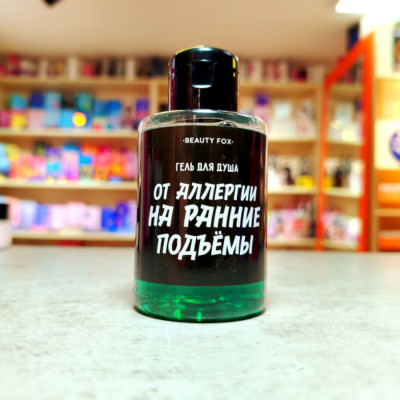 ·BEAUTY FOX·
ГЕЛЬ ДЛЯ ДУША
ОТ АЛЛЕРГИИ
НА РАННИЕ
ПОДЪЁМЫ